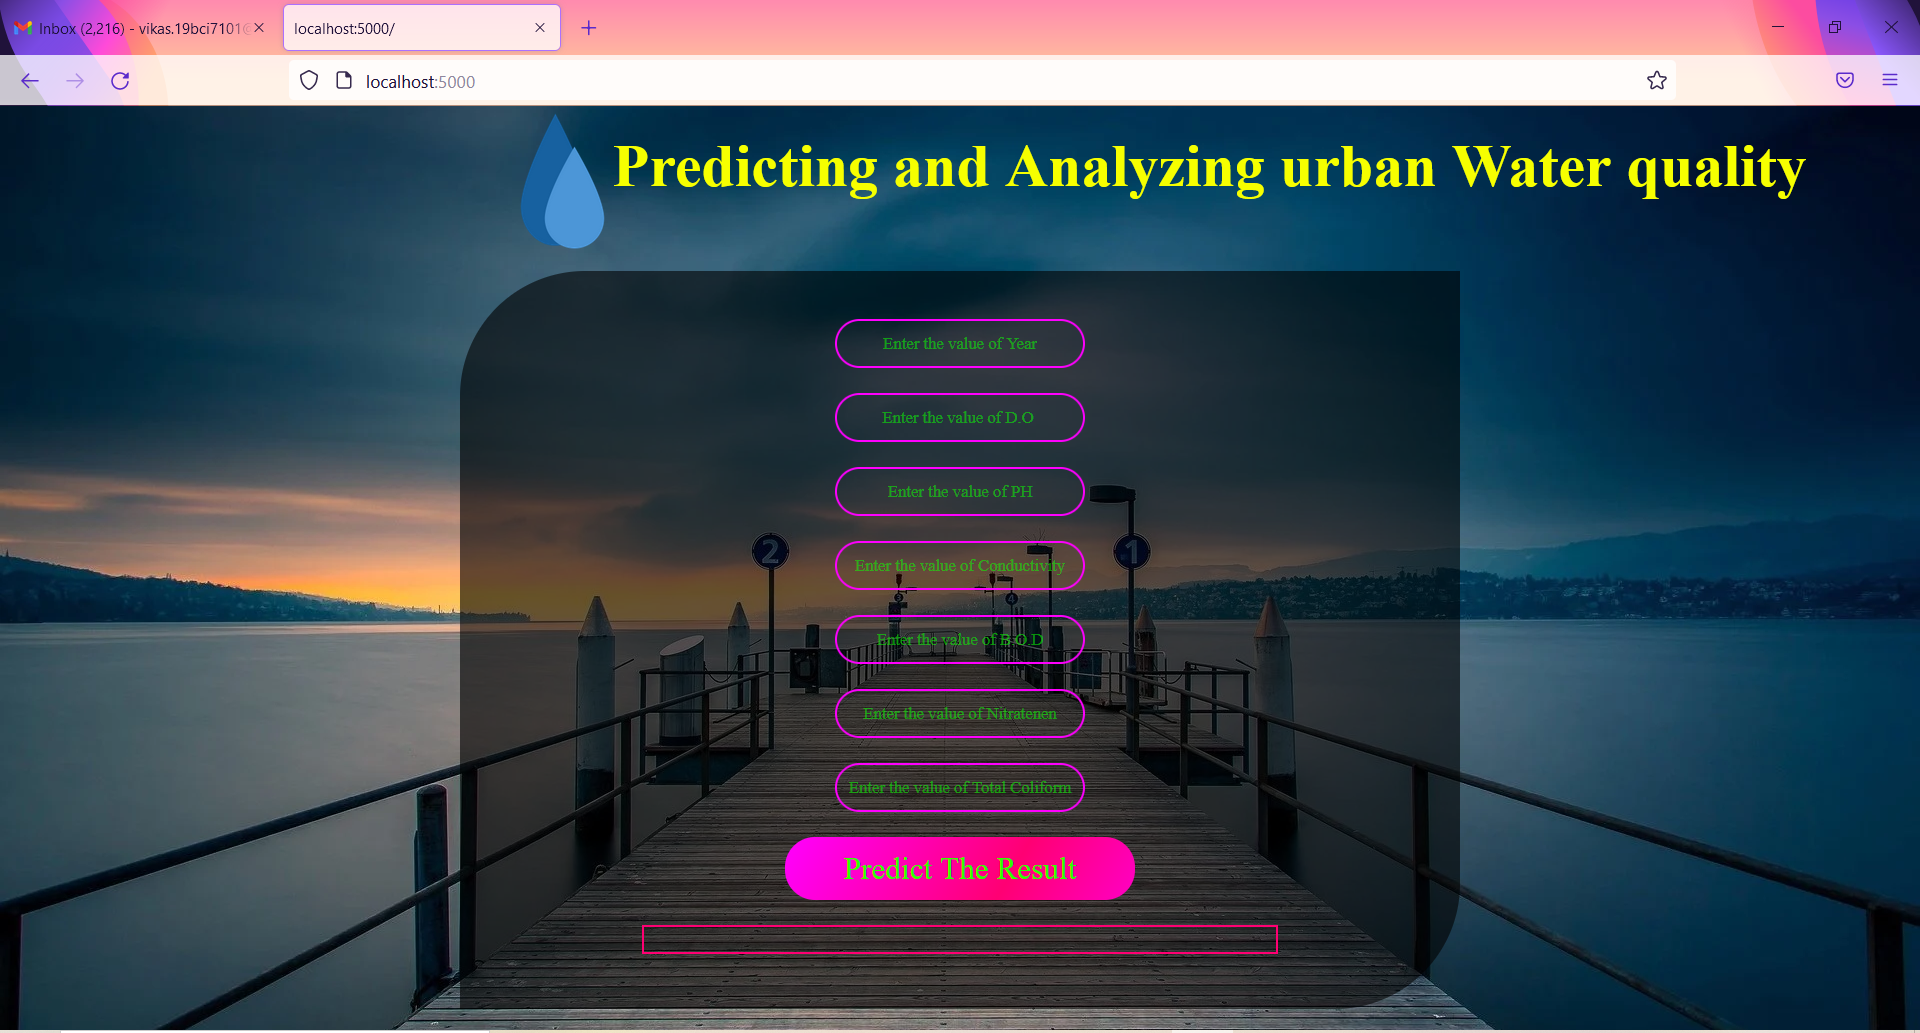 Inbox (2,216) - vikas.19bci7101@
localhost:5000/
localhost:5000
Predicting and Analyzing urban Water quality
Enter the value of Year
Enter the value of D.O
Enter the value of PH
2
1
Enter the value of Conductivity
Enter the value of B.O.D
Enter the value of Nitratenen
Enter the value of Total Coliform
Predict The Result